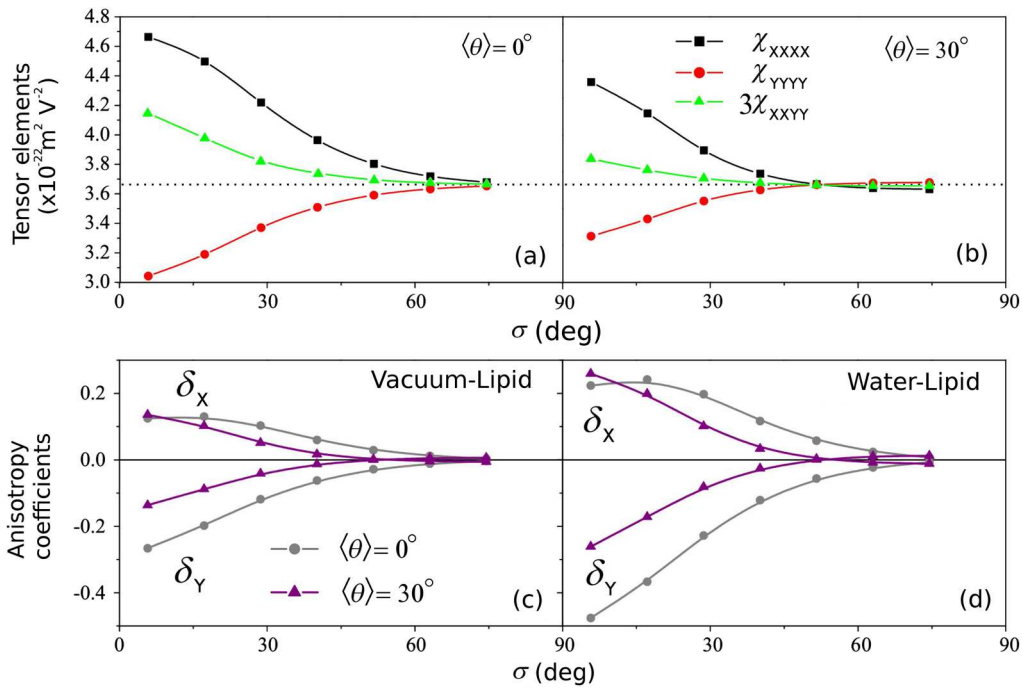 4.8
4.6
4.4
4.2
4.0
3.8
3.6
3.4
3.2
3.0
Tensor elements
(x10⁻²²m² V⁻²)
⟨θ⟩= 0°
(a)
χXXXX
χYYYY
3χXXYY
⟨θ⟩= 30°
(b)
0 30 60 90 30 60 90
σ (deg)
0.2
0.0
-0.2
-0.4
Anisotropy
coefficients
δX
Vacuum-Lipid
δY
⟨θ⟩= 0°
⟨θ⟩= 30°
(c)
Water-Lipid
δX
δY
(d)
0 30 60 90 30 60 90
σ (deg)